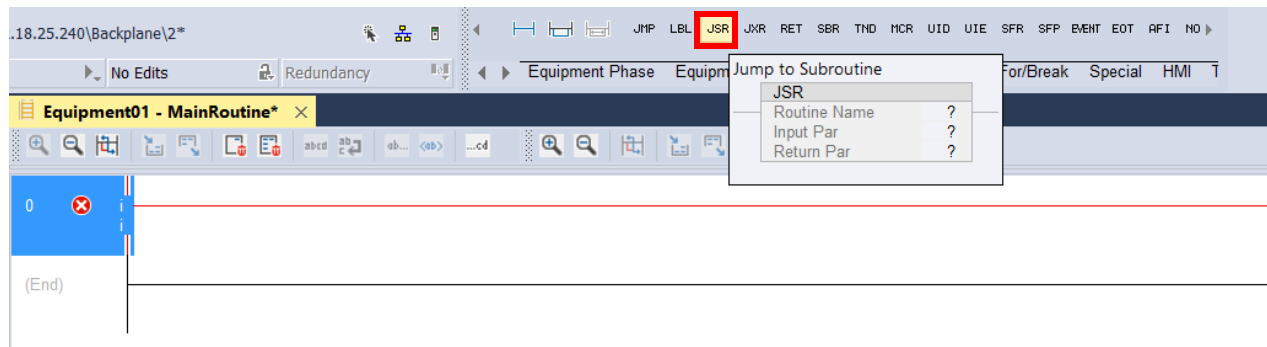 .18.25.240\Backplane\2*
JMP LBL JSR JXR RET SBR TND MCR UID UIE SFR SFP EVENT EOT AFI NO
No Edits Redundancy Equipment Phase Equipm For/Break Special HMI T
Jump to Subroutine
JSR
Routine Name ?
Input Par ?
Return Par ?
Equipment01 - MainRoutine*
abcd ab... <ab> ...cd
0 i
i
(End)